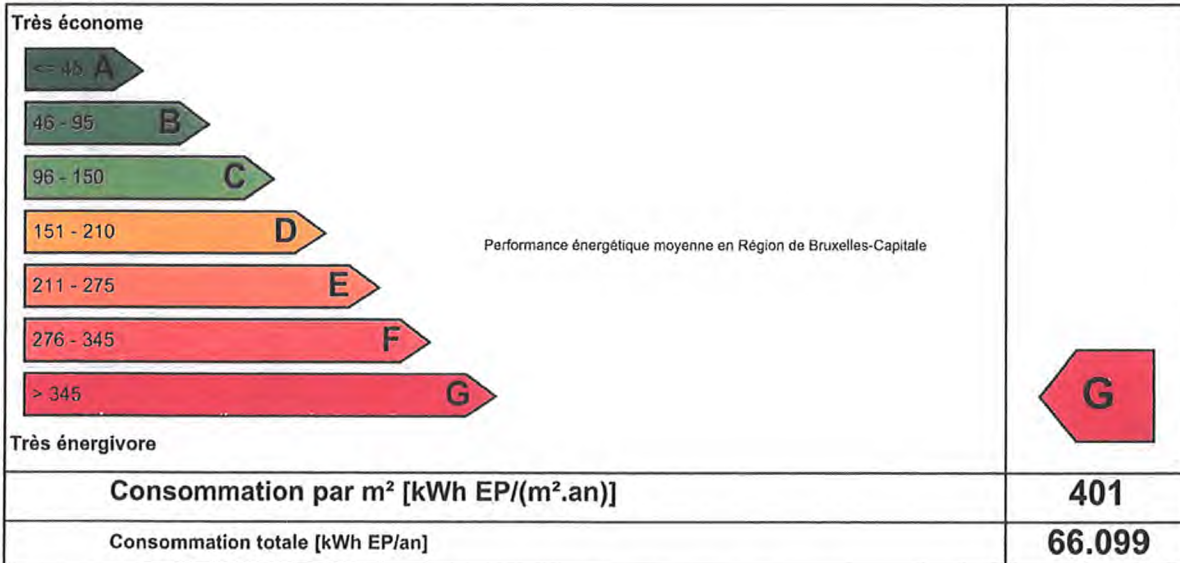 Très économe
<= 45 A
46 - 95 B
96 - 150 C
151 - 210 D
Performance énergétique moyenne en Région de Bruxelles-Capitale
211 - 275 E
276 - 345 F
> 345 G
G
Très énergivore
Consommation par m² [kWh EP/(m².an)] 401
Consommation totale [kWh EP/an] 66.099